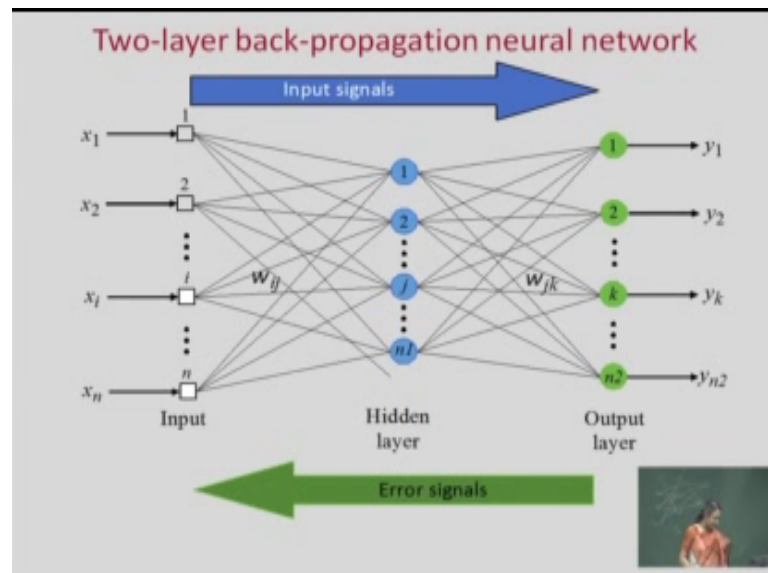 Two-layer back-propagation neural network
Input signals
1
x₁
2
x₂
i
xᵢ
n
xₙ
wᵢⱼ
1
2
j
n1
wⱼₖ
1
y₁
2
y₂
k
yₖ
n2
yₙ₂
Input
Hidden
layer
Output
layer
Error signals